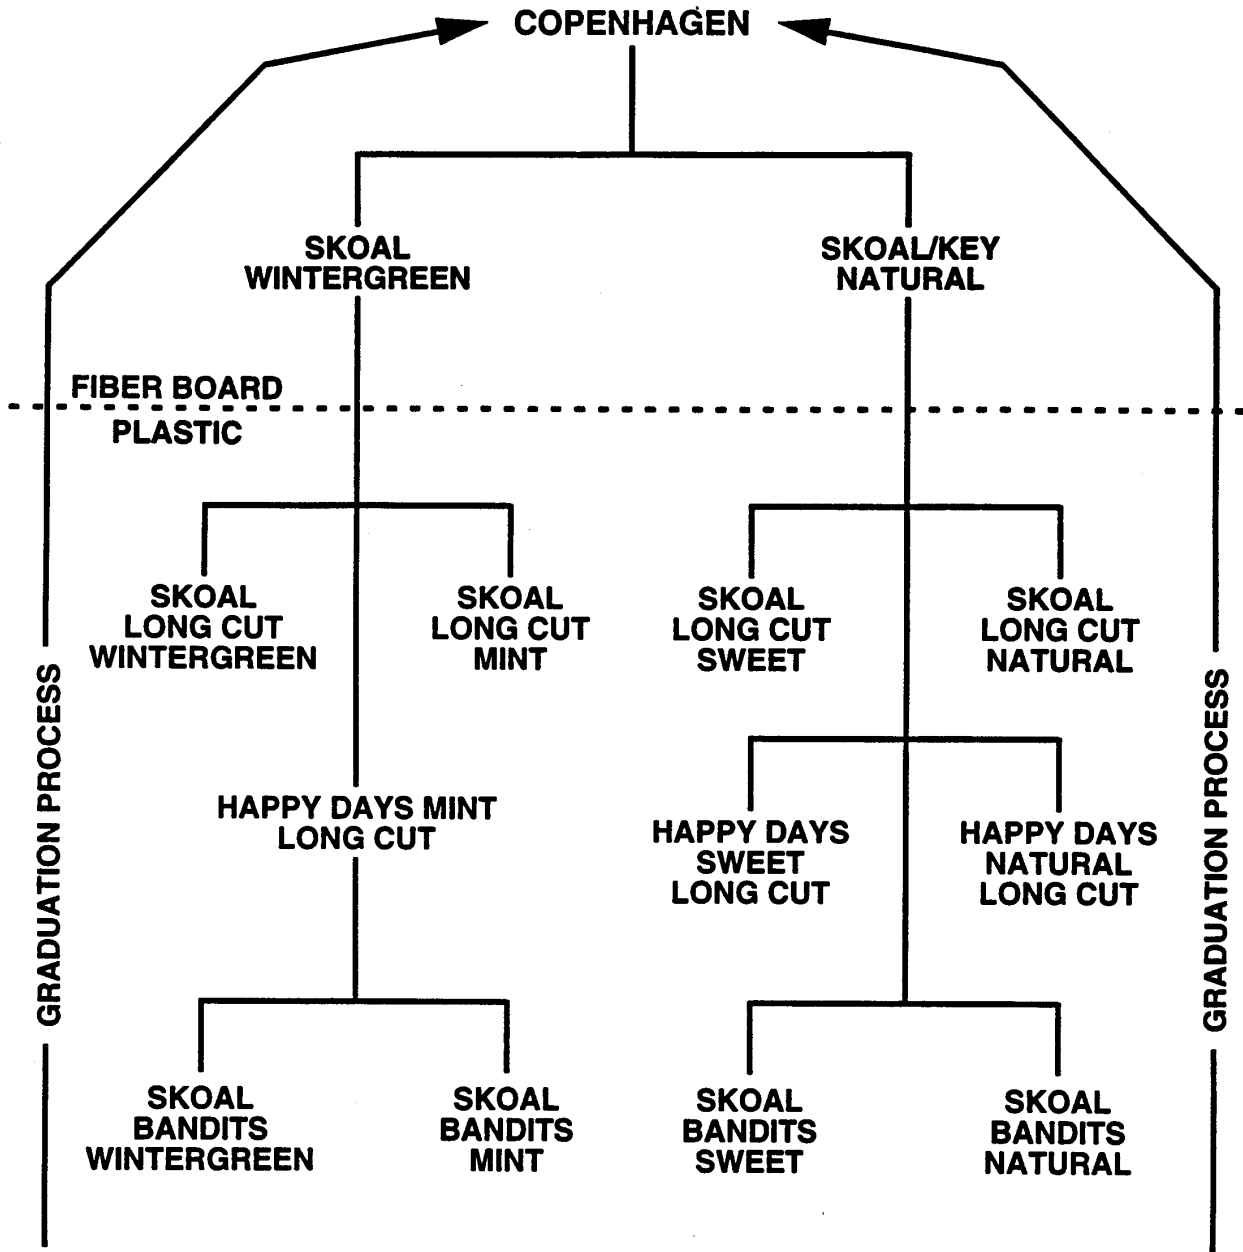 COPENHAGEN
SKOAL
WINTERGREEN
SKOAL/KEY
NATURAL
FIBER BOARD
PLASTIC
SKOAL
LONG CUT
WINTERGREEN
SKOAL
LONG CUT
MINT
SKOAL
LONG CUT
SWEET
SKOAL
LONG CUT
NATURAL
GRADUATION PROCESS
GRADUATION PROCESS
HAPPY DAYS MINT
LONG CUT
HAPPY DAYS
SWEET
LONG CUT
HAPPY DAYS
NATURAL
LONG CUT
SKOAL
BANDITS
WINTERGREEN
SKOAL
BANDITS
MINT
SKOAL
BANDITS
SWEET
SKOAL
BANDITS
NATURAL